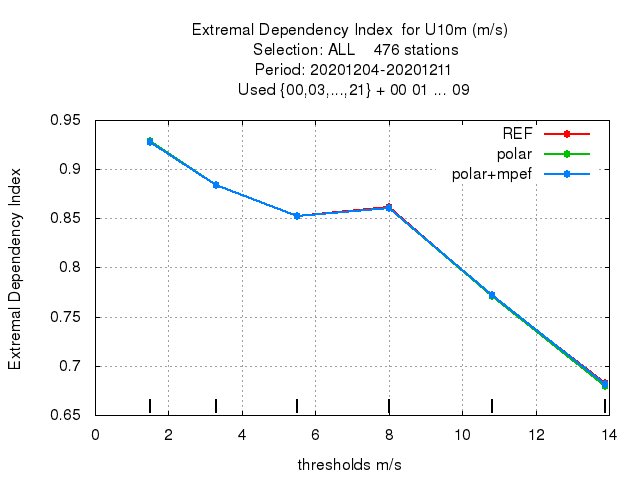 Extremal Dependency Index  for U10m (m/s)
Selection: ALL    476 stations
Period: 20201204-20201211
Used {00,03,...,21} + 00 01 ... 09
Extremal Dependency Index
0.95
0.9
0.85
0.8
0.75
0.7
0.65
REF
polar
polar+mpef
0 2 4 6 8 10 12 14
thresholds m/s